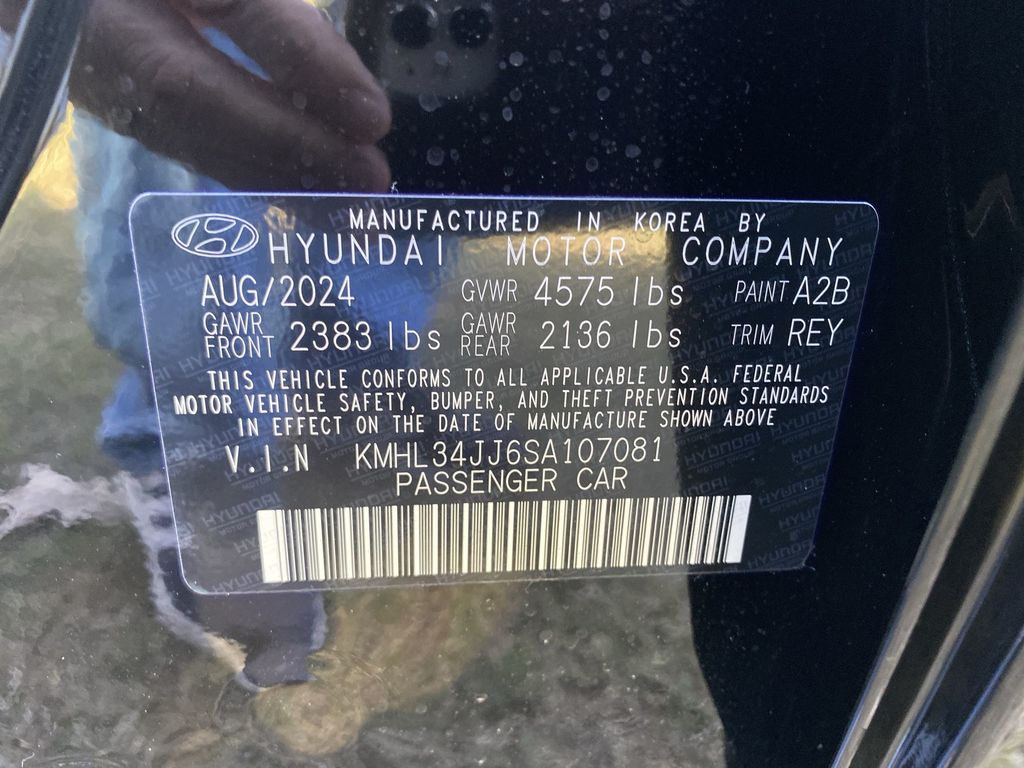 MANUFACTURED IN KOREA BY
HYUNDAI MOTOR COMPANY
AUG/2024 GVWR 4575 lbs PAINT A2B
GAWR FRONT 2383 lbs GAWR REAR 2136 lbs TRIM REY
THIS VEHICLE CONFORMS TO ALL APPLICABLE U.S.A. FEDERAL
MOTOR VEHICLE SAFETY, BUMPER, AND THEFT PREVENTION STANDARDS
IN EFFECT ON THE DATE OF MANUFACTURE SHOWN ABOVE
V.I.N KMHL34JJ6SA107081
PASSENGER CAR